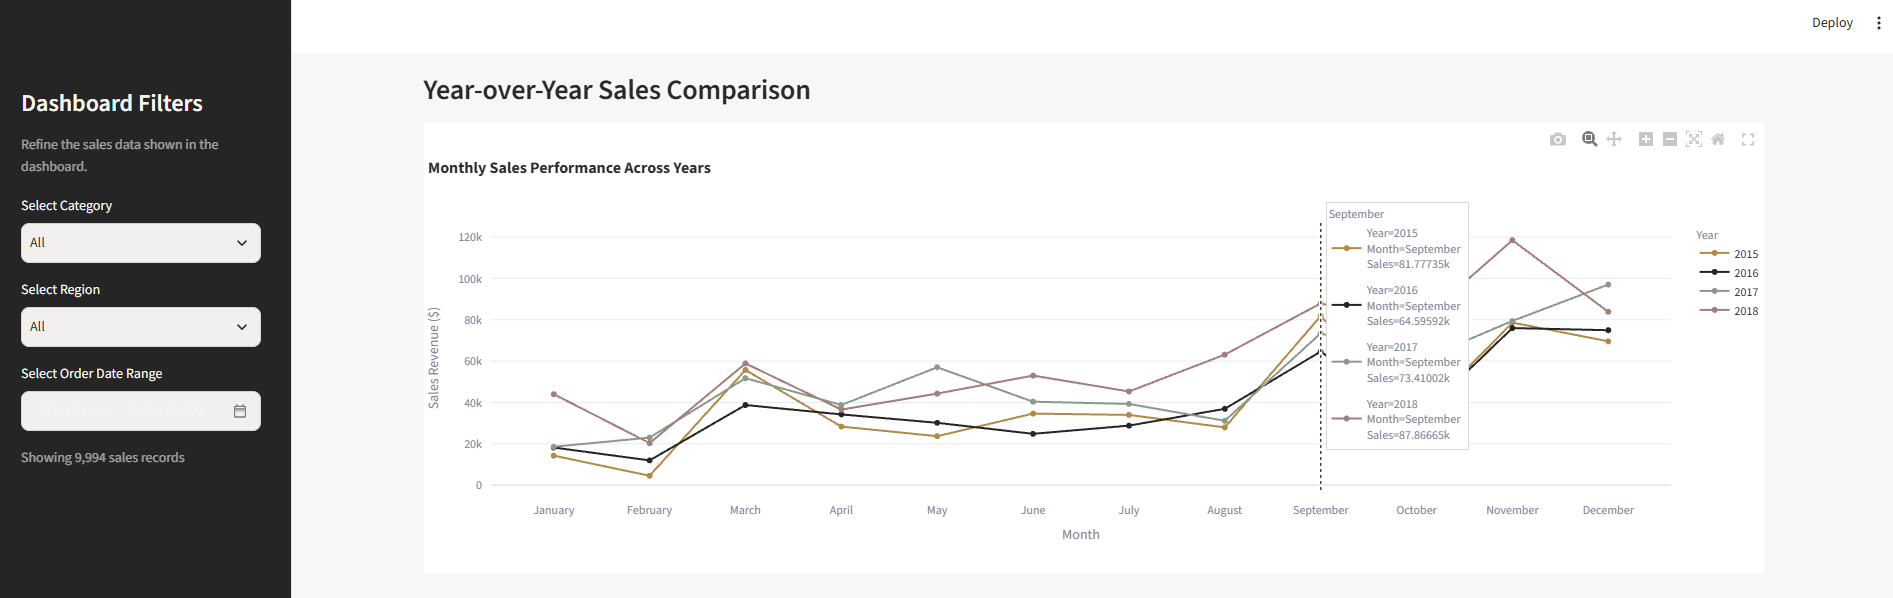 Deploy
Dashboard Filters
Refine the sales data shown in the
dashboard.
Select Category
All
Select Region
All
Select Order Date Range
Showing 9,994 sales records
Year-over-Year Sales Comparison
Monthly Sales Performance Across Years
Sales Revenue ($)
120k
100k
80k
60k
40k
20k
0
January February March April May June July August September October November December
Month
September
Year=2015
Month=September
Sales=81.77735k
Year=2016
Month=September
Sales=64.59592k
Year=2017
Month=September
Sales=73.41002k
Year=2018
Month=September
Sales=87.86665k
Year
2015
2016
2017
2018